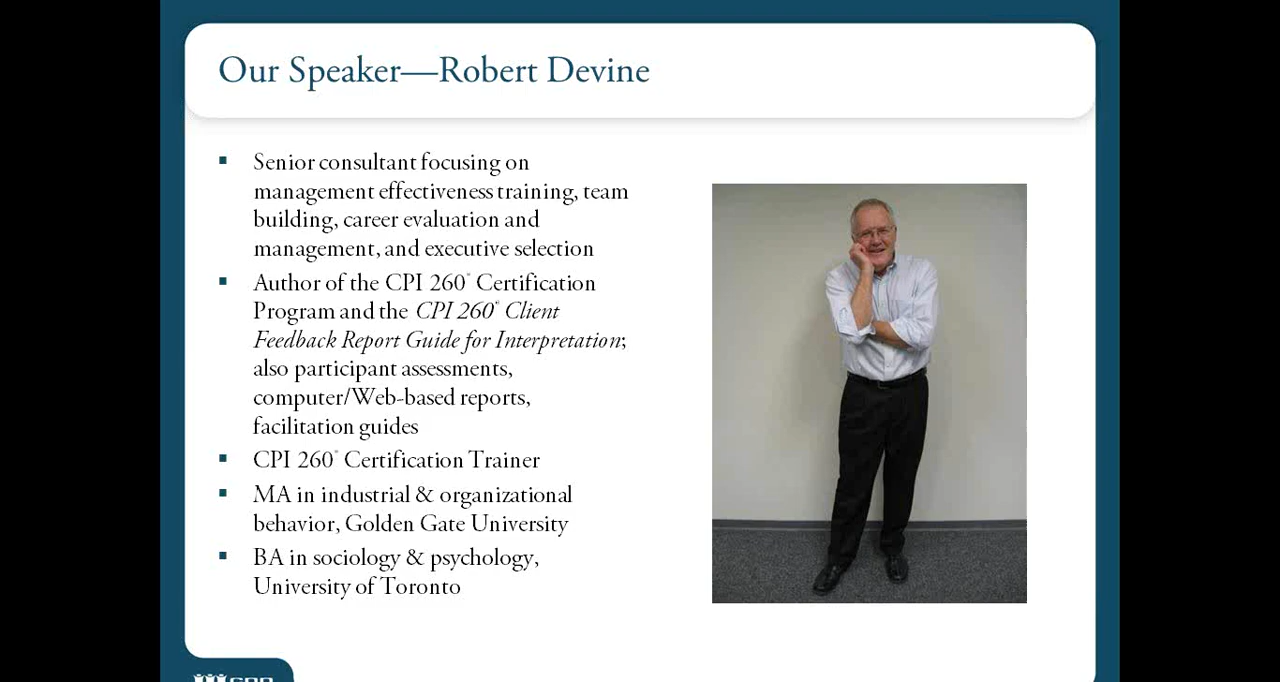 Our Speaker—Robert Devine
▪ Senior consultant focusing on
management effectiveness training, team
building, career evaluation and
management, and executive selection
▪ Author of the CPI 260® Certification
Program and the CPI 260® Client
Feedback Report Guide for Interpretation;
also participant assessments,
computer/Web-based reports,
facilitation guides
▪ CPI 260® Certification Trainer
▪ MA in industrial & organizational
behavior, Golden Gate University
▪ BA in sociology & psychology,
University of Toronto